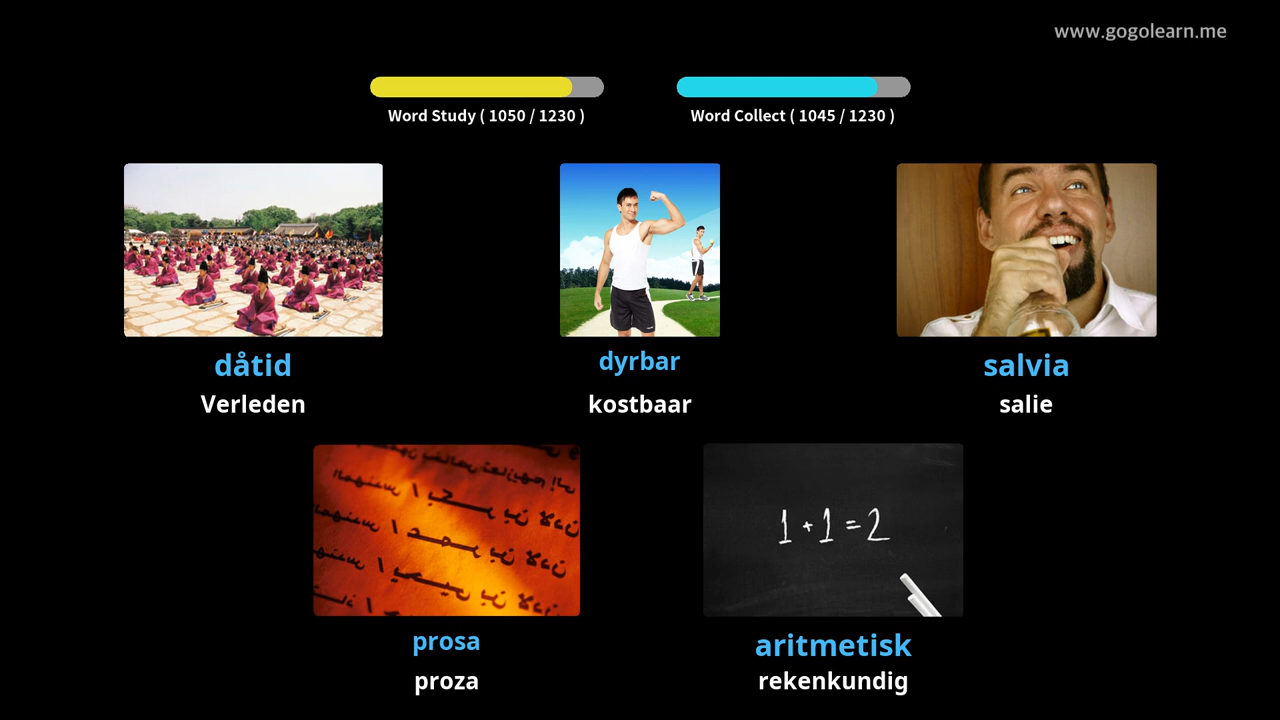 www.gogolearn.me
Word Study ( 1050 / 1230 )
Word Collect ( 1045 / 1230 )
dåtid
Verleden
dyrbar
kostbaar
salvia
salie
1 + 1 = 2
prosa
proza
aritmetisk
rekenkundig